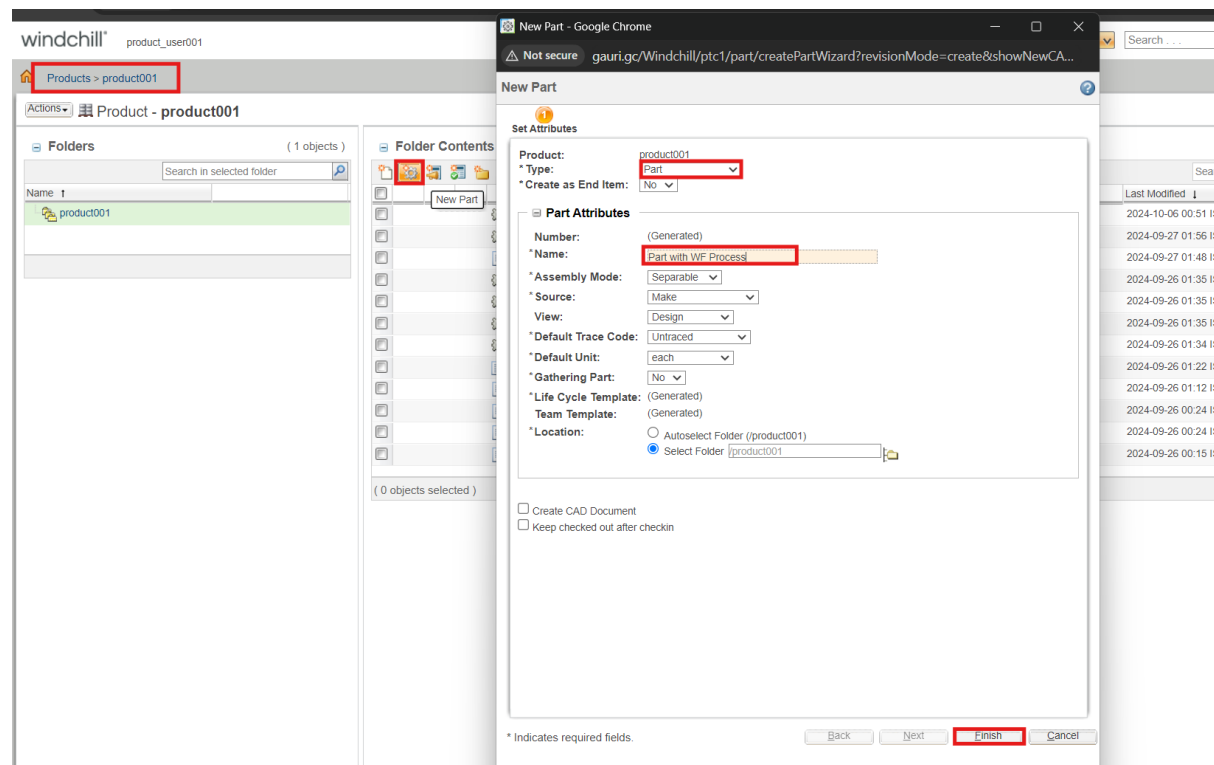 windchill® product_user001
Products > product001
Actions Product - product001
Folders ( 1 objects )
Search in selected folder
Name
product001
Folder Contents
New Part
( 0 objects selected )
New Part - Google Chrome
Not secure gauri.gc/Windchill/ptc1/part/createPartWizard?revisionMode=create&showNewCA...
New Part
1
Set Attributes
Product: product001
* Type: Part
* Create as End Item: No
Part Attributes
Number: (Generated)
* Name: Part with WF Process
* Assembly Mode: Separable
* Source: Make
View: Design
* Default Trace Code: Untraced
* Default Unit: each
* Gathering Part: No
* Life Cycle Template: (Generated)
Team Template: (Generated)
* Location: Autoselect Folder (/product001)
Select Folder /product001
Create CAD Document
Keep checked out after checkin
* Indicates required fields.
Back Next Finish Cancel
Search . . .
Sea
Last Modified
2024-10-06 00:51 I
2024-09-27 01:56 I
2024-09-27 01:48 I
2024-09-26 01:35 I
2024-09-26 01:35 I
2024-09-26 01:35 I
2024-09-26 01:34 I
2024-09-26 01:22 I
2024-09-26 01:12 I
2024-09-26 00:24 I
2024-09-26 00:24 I
2024-09-26 00:15 I